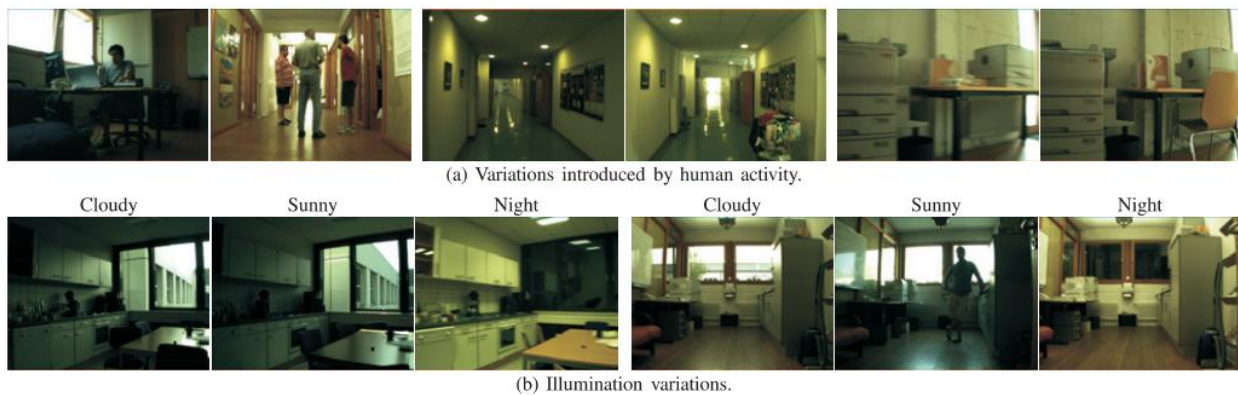 (a) Variations introduced by human activity.
Cloudy Sunny Night Cloudy Sunny Night
(b) Illumination variations.